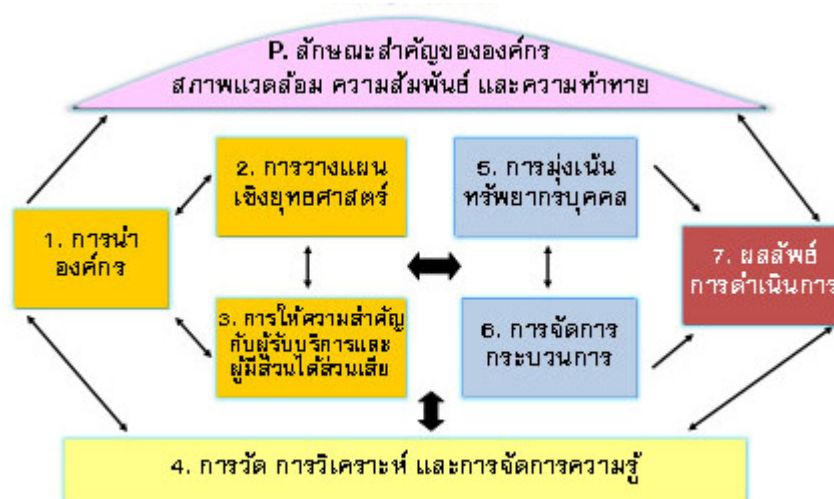 P. ลักษณะสำคัญขององค์กร
สภาพแวดล้อม ความสัมพันธ์ และความท้าทาย
1. การนำ
องค์กร
2. การวางแผน
เชิงยุทธศาสตร์
3. การให้ความสำคัญ
กับผู้รับบริการและ
ผู้มีส่วนได้ส่วนเสีย
5. การมุ่งเน้น
ทรัพยากรบุคคล
6. การจัดการ
กระบวนการ
7. ผลลัพธ์
การดำเนินการ
4. การวัด การวิเคราะห์ และการจัดการความรู้